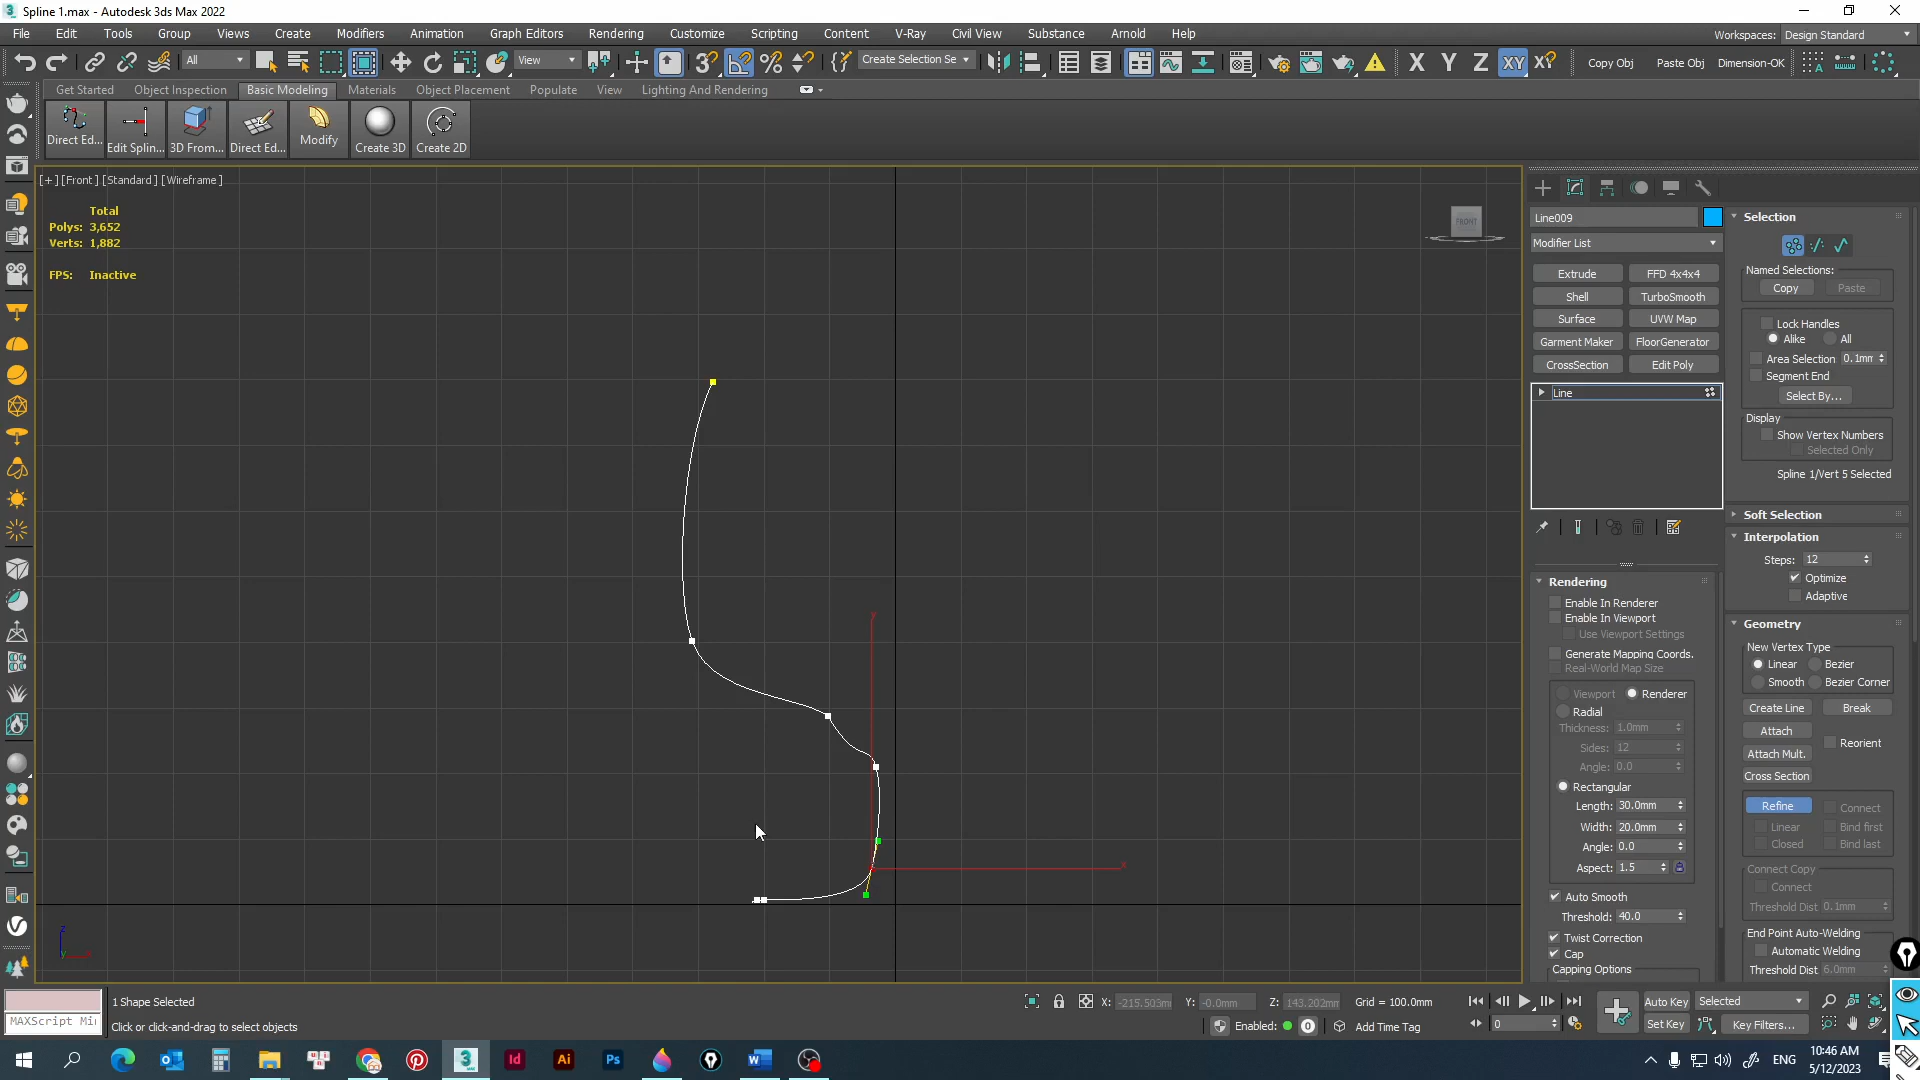 Spline 1.max - Autodesk 3ds Max 2022
File Edit Tools Group Views Create Modifiers Animation Graph Editors Rendering Customize Scripting Content V-Ray Civil View Substance Arnold Help
Workspaces: Design Standard
All View Create Selection Se X Y Z XY XY Copy Obj Paste Obj Dimension-OK
Get Started Object Inspection Basic Modeling Materials Object Placement Populate View Lighting And Rendering
Direct Ed... Edit Splin... 3D From... Direct Ed... Modify Create 3D Create 2D
[+] [Front] [Standard] [Wireframe]
Total
Polys: 3,652
Verts: 1,882
FPS: Inactive
FRONT
y
x
z
x
Line009
Modifier List
Extrude FFD 4x4x4
Shell TurboSmooth
Surface UVW Map
Garment Maker FloorGenerator
CrossSection Edit Poly
Line
Rendering
Enable In Renderer
Enable In Viewport
Use Viewport Settings
Generate Mapping Coords.
Real-World Map Size
Viewport Renderer
Radial
Thickness: 1.0mm
Sides: 12
Angle: 0.0
Rectangular
Length: 30.0mm
Width: 20.0mm
Angle: 0.0
Aspect: 1.5
Auto Smooth
Threshold: 40.0
Twist Correction
Cap
Capping Options
Selection
Named Selections:
Copy Paste
Lock Handles
Alike All
Area Selection 0.1mm
Segment End
Select By...
Display
Show Vertex Numbers
Selected Only
Spline 1/Vert 5 Selected
Soft Selection
Interpolation
Steps: 12
Optimize
Adaptive
Geometry
New Vertex Type
Linear Bezier
Smooth Bezier Corner
Create Line Break
Attach
Reorient
Attach Mult.
Cross Section
Refine Connect
Linear Bind first
Closed Bind last
Connect Copy
Connect
Threshold Dist 0.1mm
End Point Auto-Welding
Automatic Welding
Threshold Dist 6.0mm
MAXScript Mi
1 Shape Selected
Click or click-and-drag to select objects
X: -215.503mm Y: -0.0mm Z: 143.202mm Grid = 100.0mm
Enabled: 0 Add Time Tag
0
Auto Key Selected
Set Key Key Filters...
3 MAX Id Ai Ps W
ENG
10:46 AM
5/12/2023